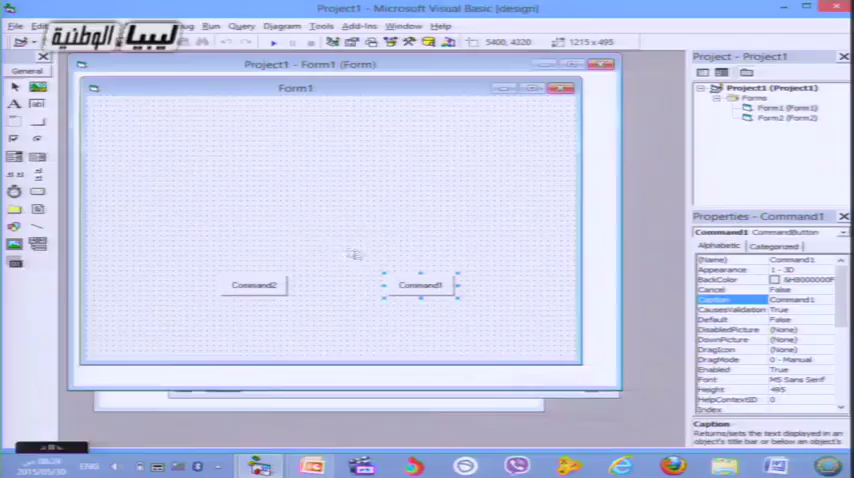 Project1 - Microsoft Visual Basic [design]
File
Run Query Diagram Tools Add-Ins Window Help
ليبيا الوطنية
5400, 4320
1215 x 495
General
Project1 - Form1 (Form)
Form1
Command2
Command1
Project - Project1
Project1 (Project1)
Forms
Form1 (Form1)
Form2 (Form2)
Properties - Command1
Command1 CommandButton
Alphabetic Categorized
(Name) Command1
Appearance 1 - 3D
BackColor &H8000000F
Cancel False
Caption Command1
CausesValidation True
Default False
DisabledPicture (None)
DownPicture (None)
DragIcon (None)
DragMode 0 - Manual
Enabled True
Font MS Sans Serif
Height 495
HelpContextID 0
Index
Caption
Returns/sets the text displayed in an
object's title bar or below an object's
ENG
2015/05/30